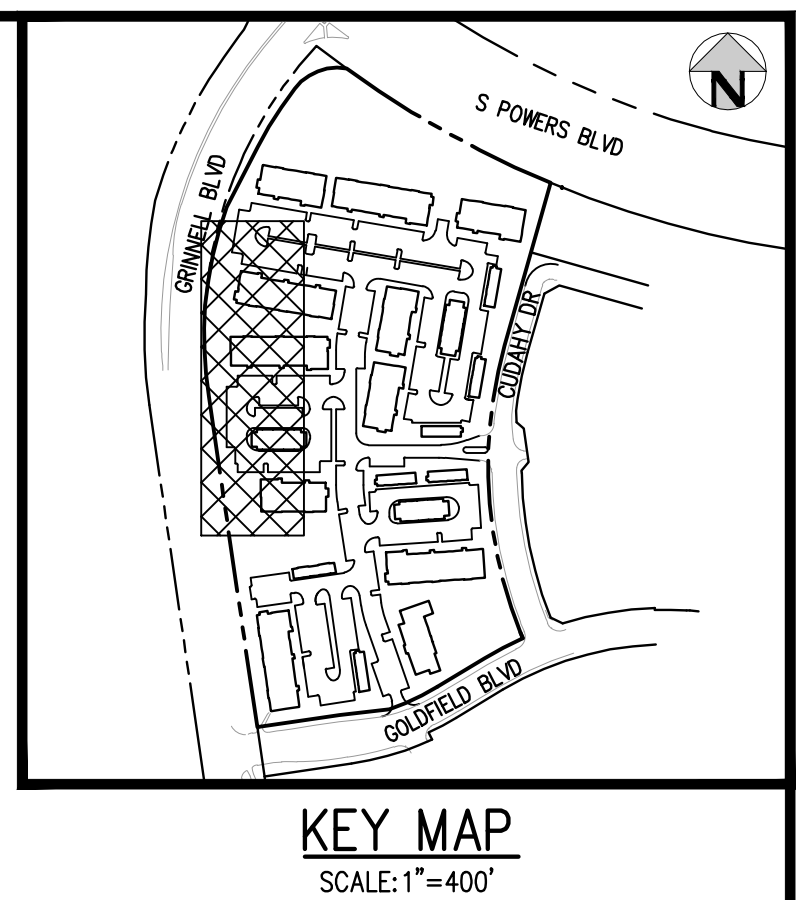 N
S POWERS BLVD
GRINNELL BLVD
CUDAHY DR
GOLDFIELD BLVD
KEY MAP
SCALE: 1"=400'